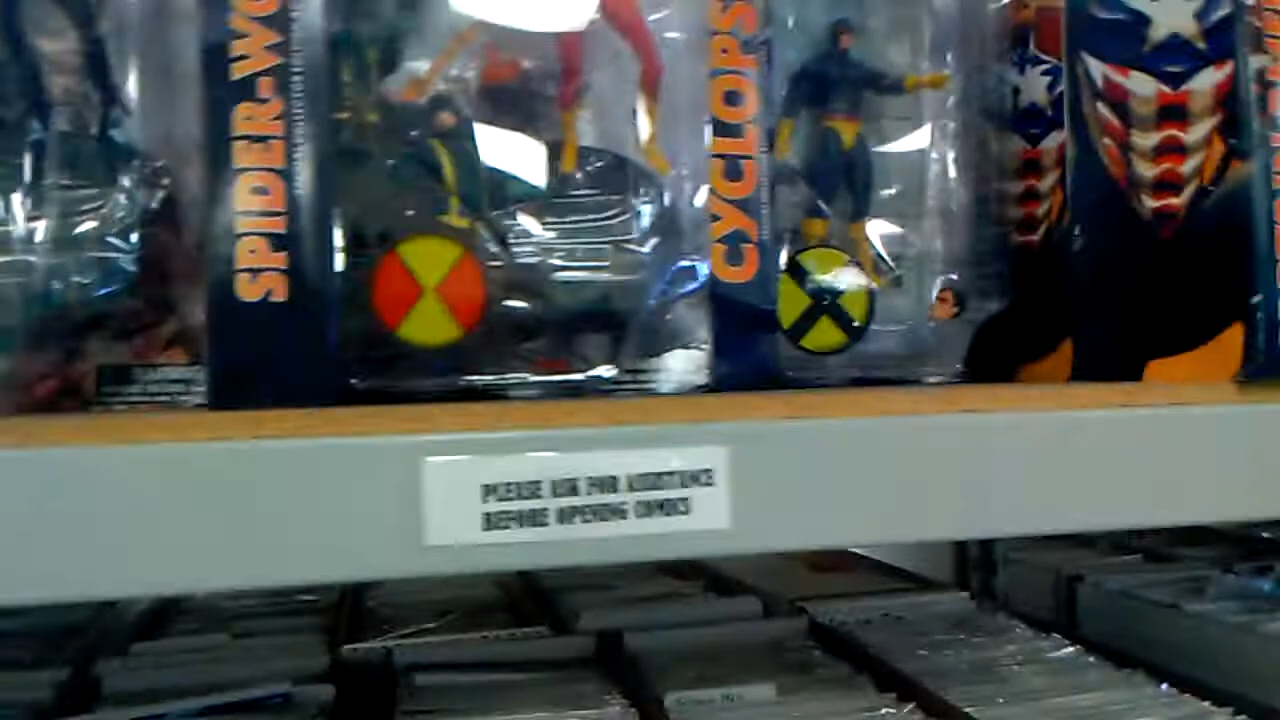 SPIDER-WO
CYCLOPS
PLEASE ASK FOR ASSISTANCE
BEFORE OPENING COMICS